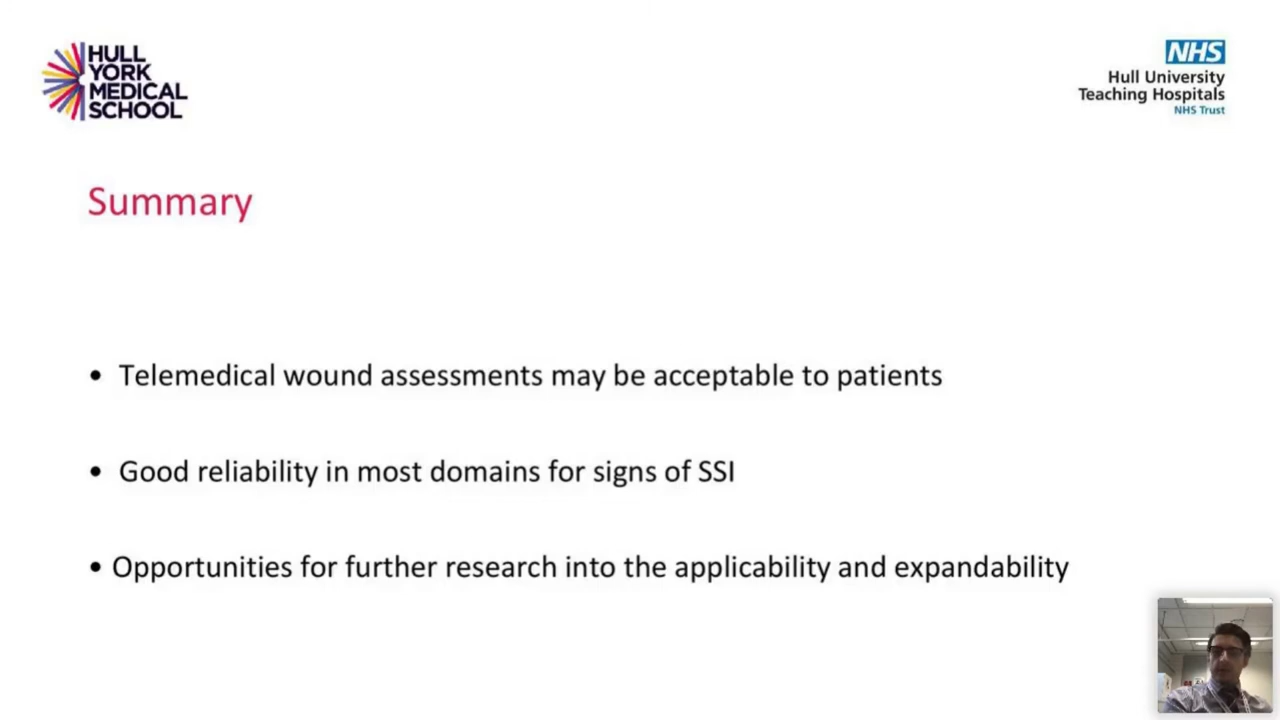 HULL
YORK
MEDICAL
SCHOOL
NHS
Hull University
Teaching Hospitals
NHS Trust
Summary
• Telemedical wound assessments may be acceptable to patients
• Good reliability in most domains for signs of SSI
• Opportunities for further research into the applicability and expandability